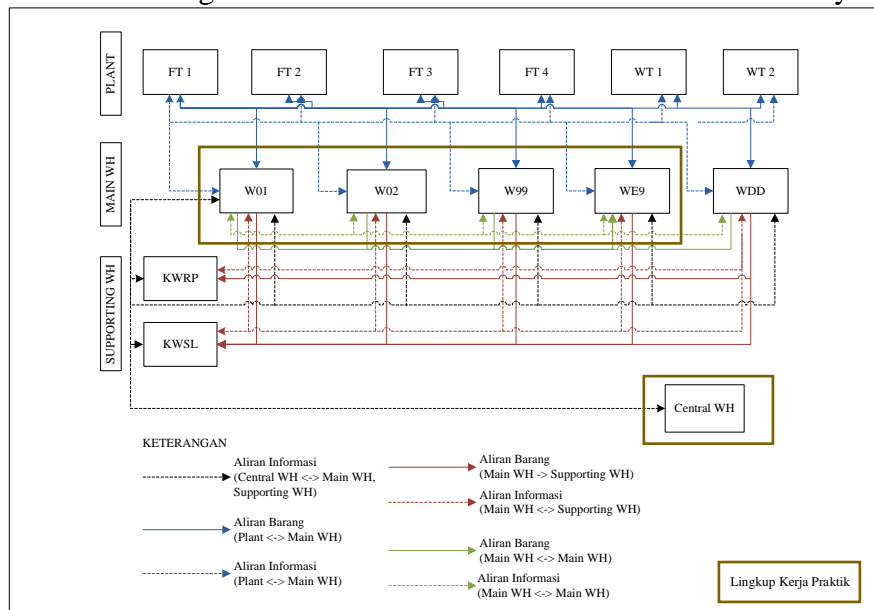 PLANT
FT 1
FT 2
FT 3
FT 4
WT 1
WT 2
MAIN WH
W01
W02
W99
WE9
WDD
SUPPORTING WH
KWRP
KWSL
Central WH
KETERANGAN
Aliran Informasi
(Central WH <-> Main WH,
Supporting WH)
Aliran Barang
(Plant <-> Main WH)
Aliran Informasi
(Plant <-> Main WH)
Aliran Barang
(Main WH -> Supporting WH)
Aliran Informasi
(Main WH <-> Supporting WH)
Aliran Barang
(Main WH <-> Main WH)
Aliran Informasi
(Main WH <-> Main WH)
Lingkup Kerja Praktik